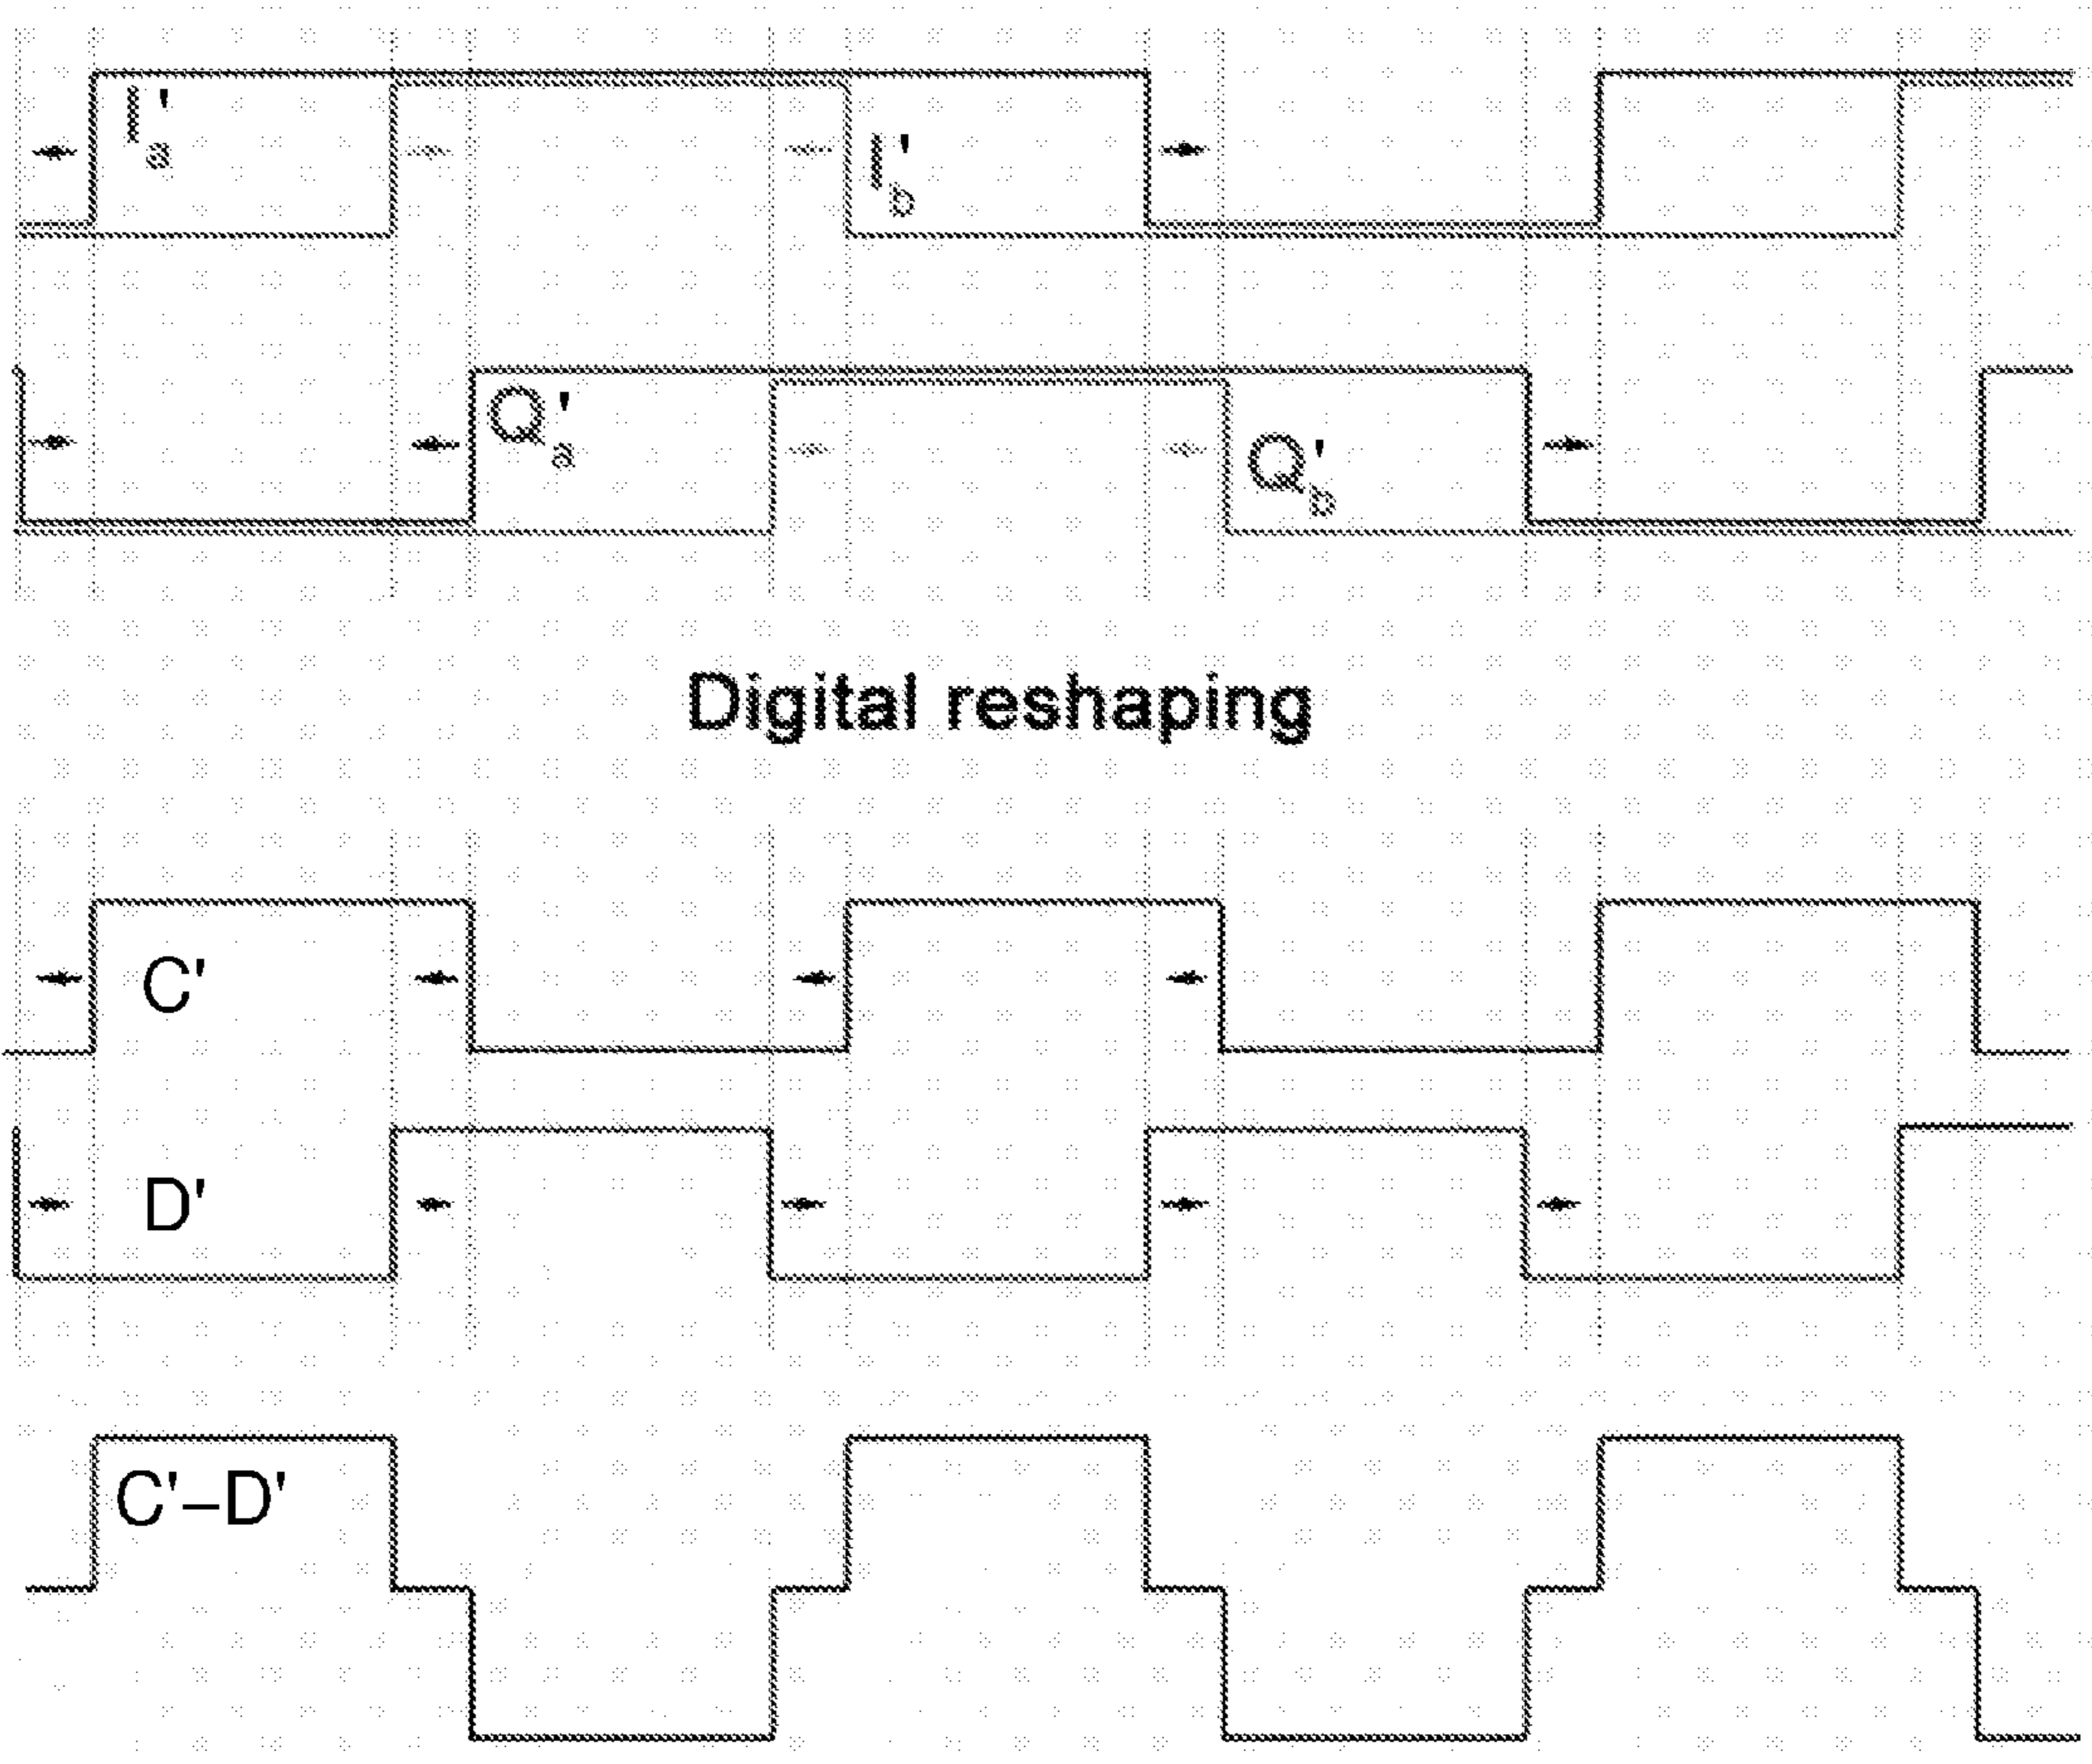 I'a
I'b
Q'a
Q'b
Digital reshaping
C'
D'
C'–D'